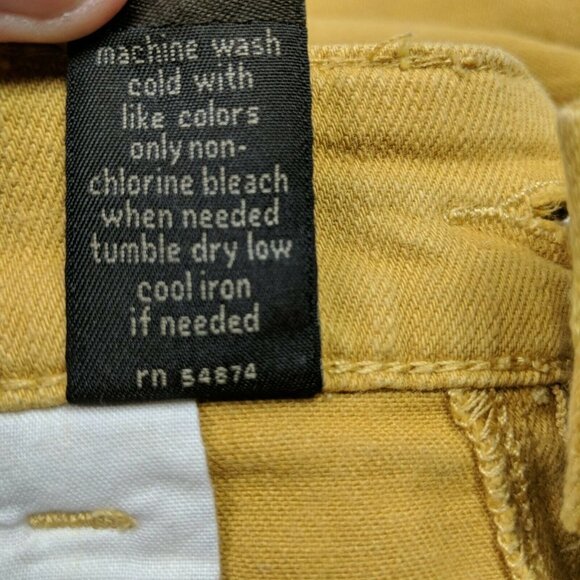 machine wash
cold with
like colors
only non-
chlorine bleach
when needed
tumble dry low
cool iron
if needed
rn 54874